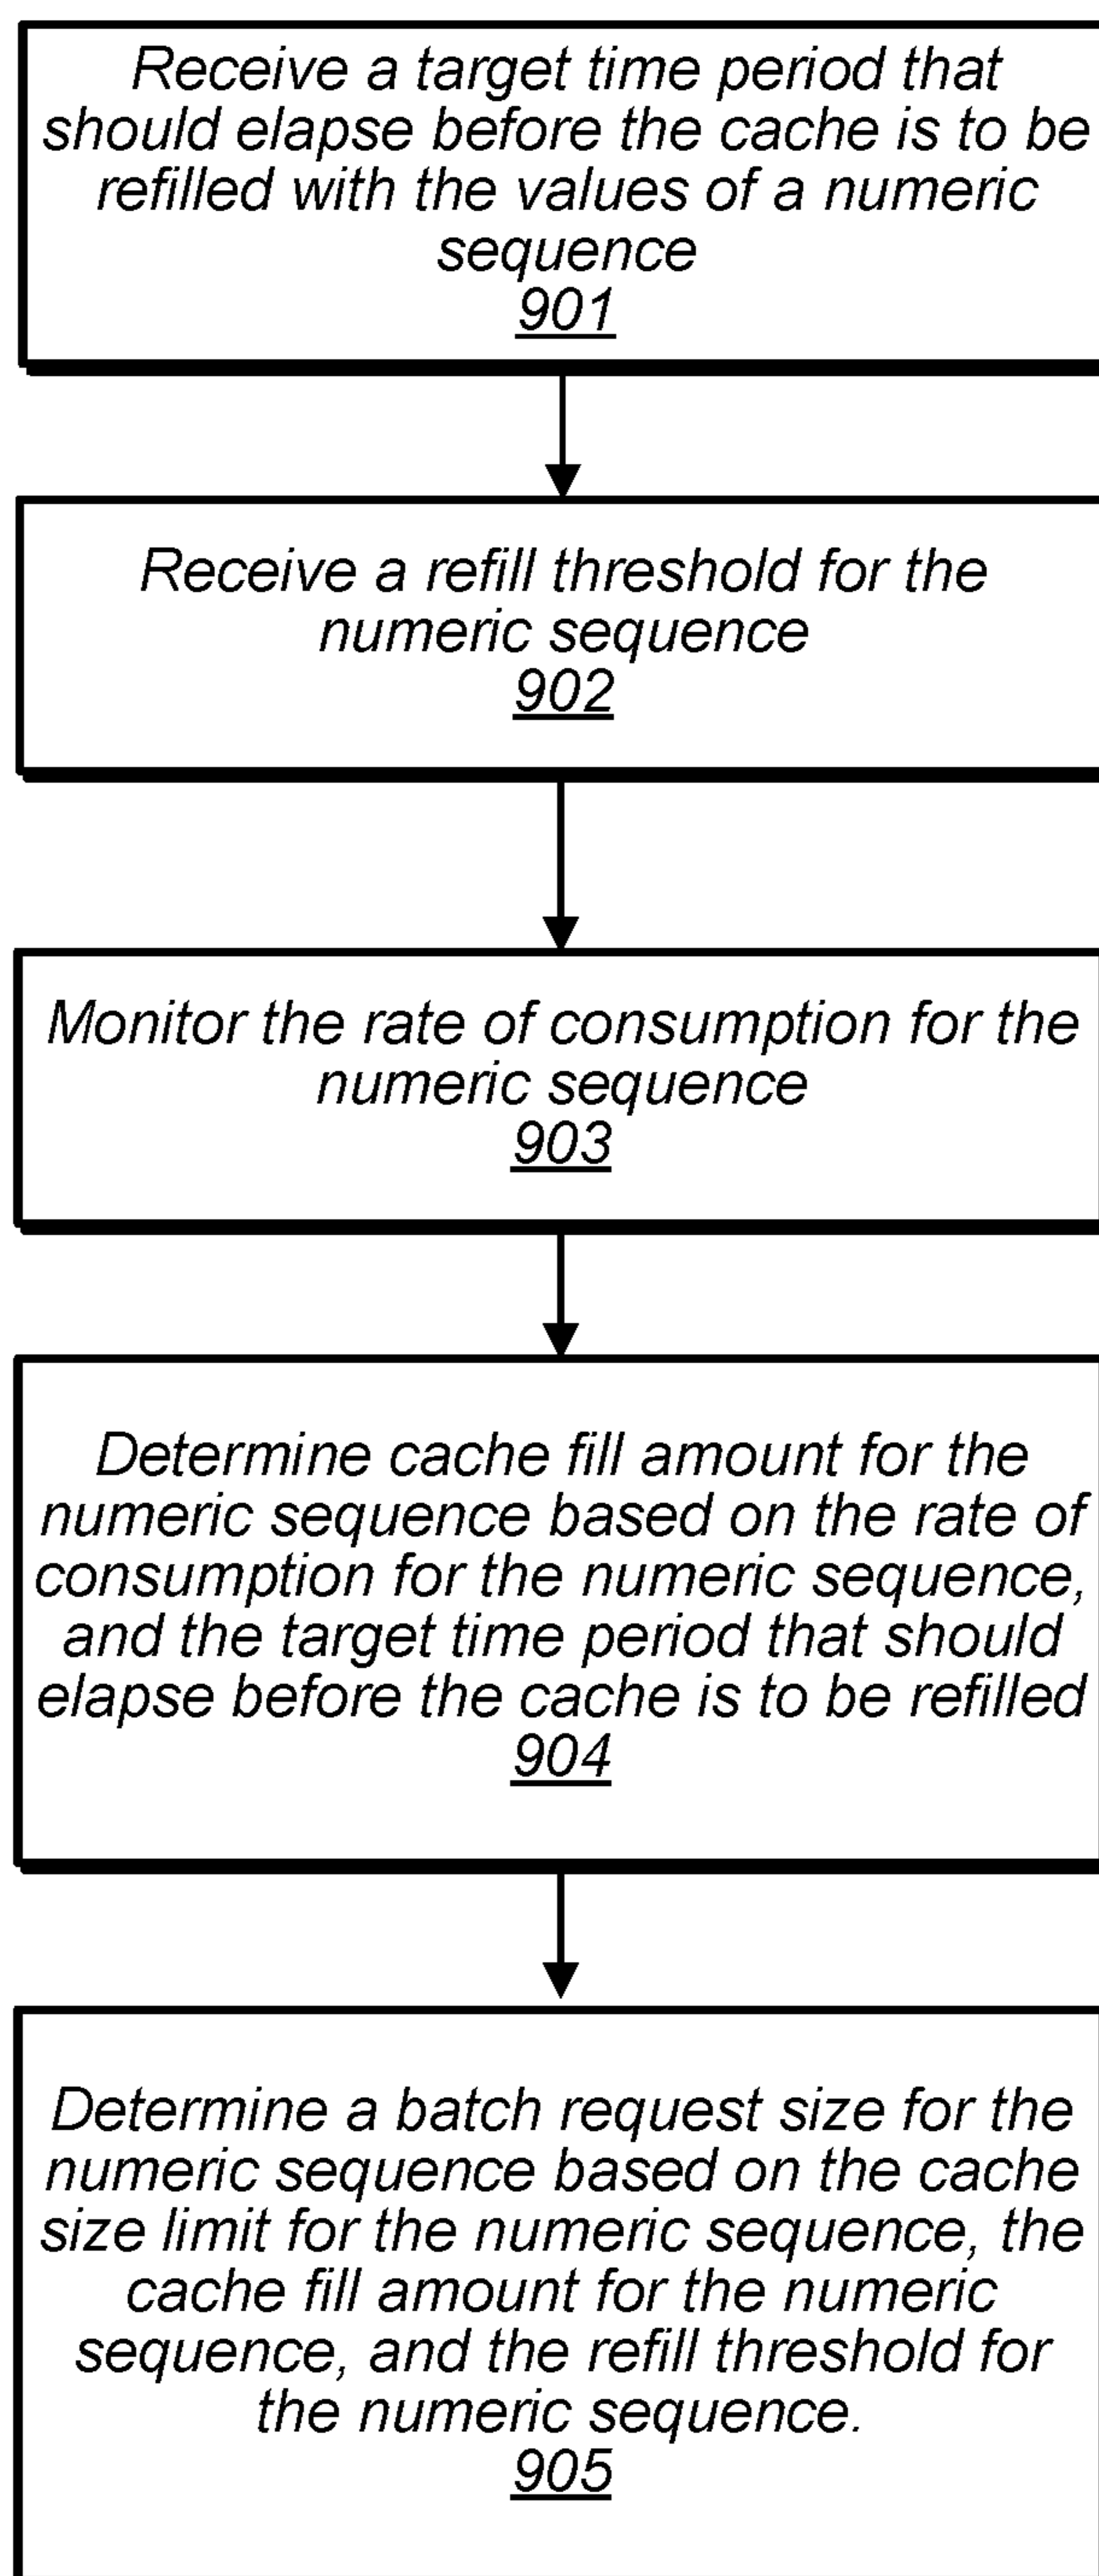 Receive a target time period that
should elapse before the cache is to be
refilled with the values of a numeric
sequence
901
Receive a refill threshold for the
numeric sequence
902
Monitor the rate of consumption for the
numeric sequence
903
Determine cache fill amount for the
numeric sequence based on the rate of
consumption for the numeric sequence,
and the target time period that should
elapse before the cache is to be refilled
904
Determine a batch request size for the
numeric sequence based on the cache
size limit for the numeric sequence, the
cache fill amount for the numeric
sequence, and the refill threshold for
the numeric sequence.
905